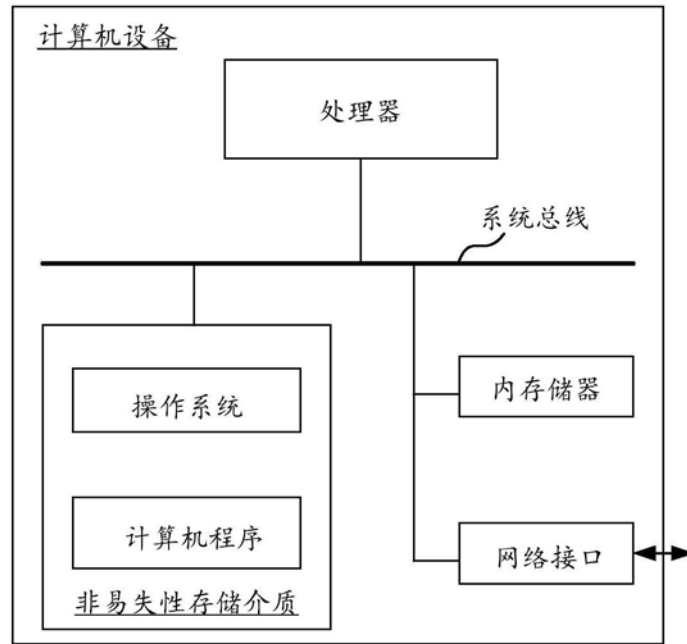 计算机设备
处理器
系统总线
操作系统
内存储器
计算机程序
网络接口
非易失性存储介质